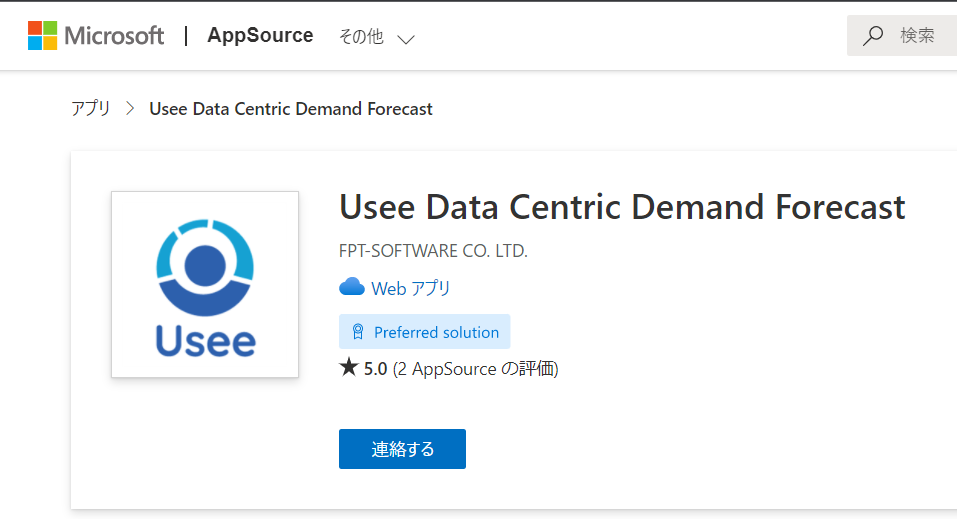 Microsoft | AppSource その他 検索
アプリ > Usee Data Centric Demand Forecast
Usee
Usee Data Centric Demand Forecast
FPT-SOFTWARE CO. LTD.
Web アプリ
Preferred solution
★ 5.0 (2 AppSource の評価)
連絡する